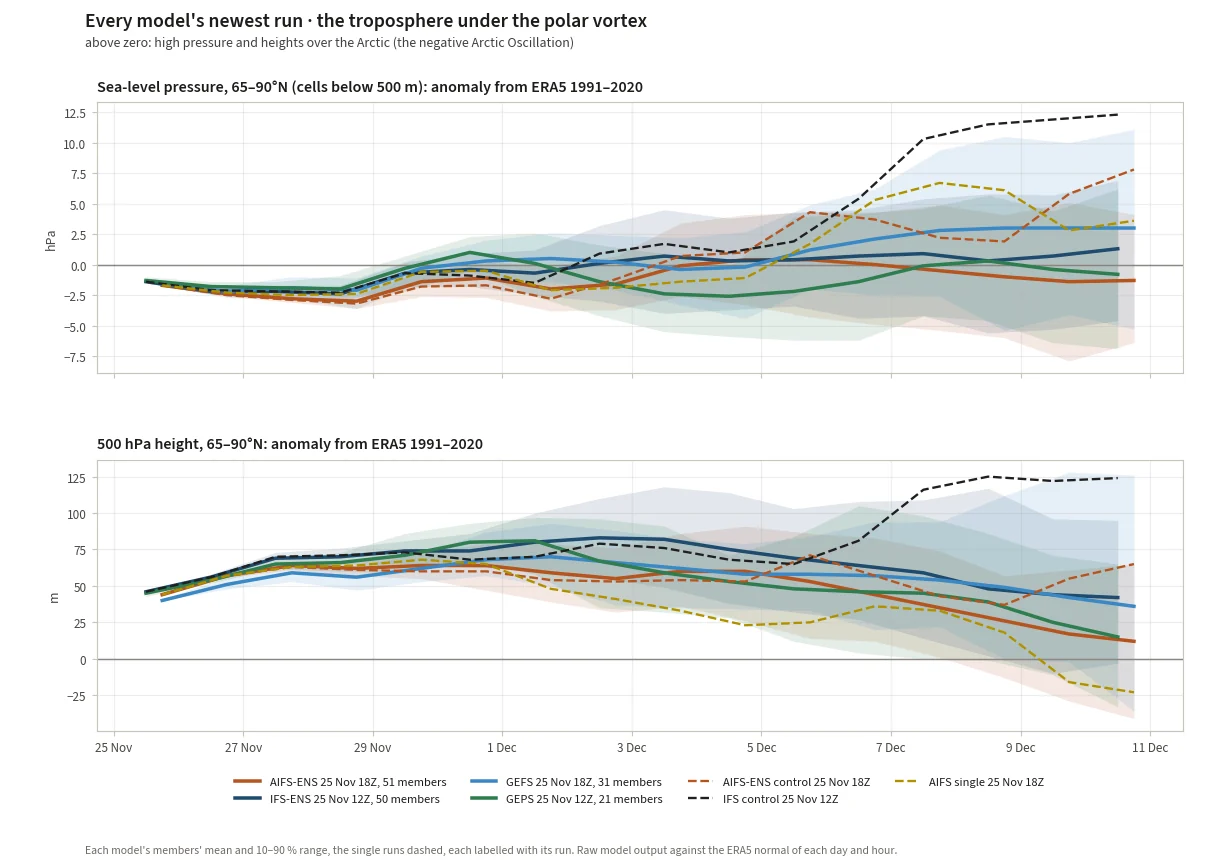 Every model's newest run · the troposphere under the polar vortex
above zero: high pressure and heights over the Arctic (the negative Arctic Oscillation)
Sea-level pressure, 65–90°N (cells below 500 m): anomaly from ERA5 1991–2020
12.5
10.0
7.5
5.0
2.5
0.0
−2.5
−5.0
−7.5
hPa
500 hPa height, 65–90°N: anomaly from ERA5 1991–2020
125
100
75
50
25
0
−25
m
25 Nov 27 Nov 29 Nov 1 Dec 3 Dec 5 Dec 7 Dec 9 Dec 11 Dec
AIFS-ENS 25 Nov 18Z, 51 members GEFS 25 Nov 18Z, 31 members AIFS-ENS control 25 Nov 18Z AIFS single 25 Nov 18Z
IFS-ENS 25 Nov 12Z, 50 members GEPS 25 Nov 12Z, 21 members IFS control 25 Nov 12Z
Each model's members' mean and 10–90 % range, the single runs dashed, each labelled with its run. Raw model output against the ERA5 normal of each day and hour.